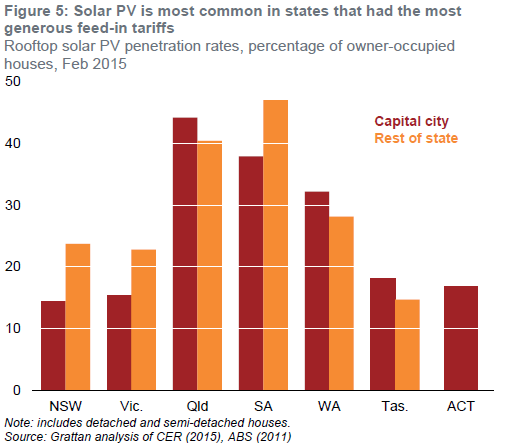 Figure 5: Solar PV is most common in states that had the most
generous feed-in tariffs
Rooftop solar PV penetration rates, percentage of owner-occupied
houses, Feb 2015
50
40
30
20
10
0
Capital city
Rest of state
NSW Vic. Qld SA WA Tas. ACT
Note: includes detached and semi-detached houses.
Source: Grattan analysis of CER (2015), ABS (2011)